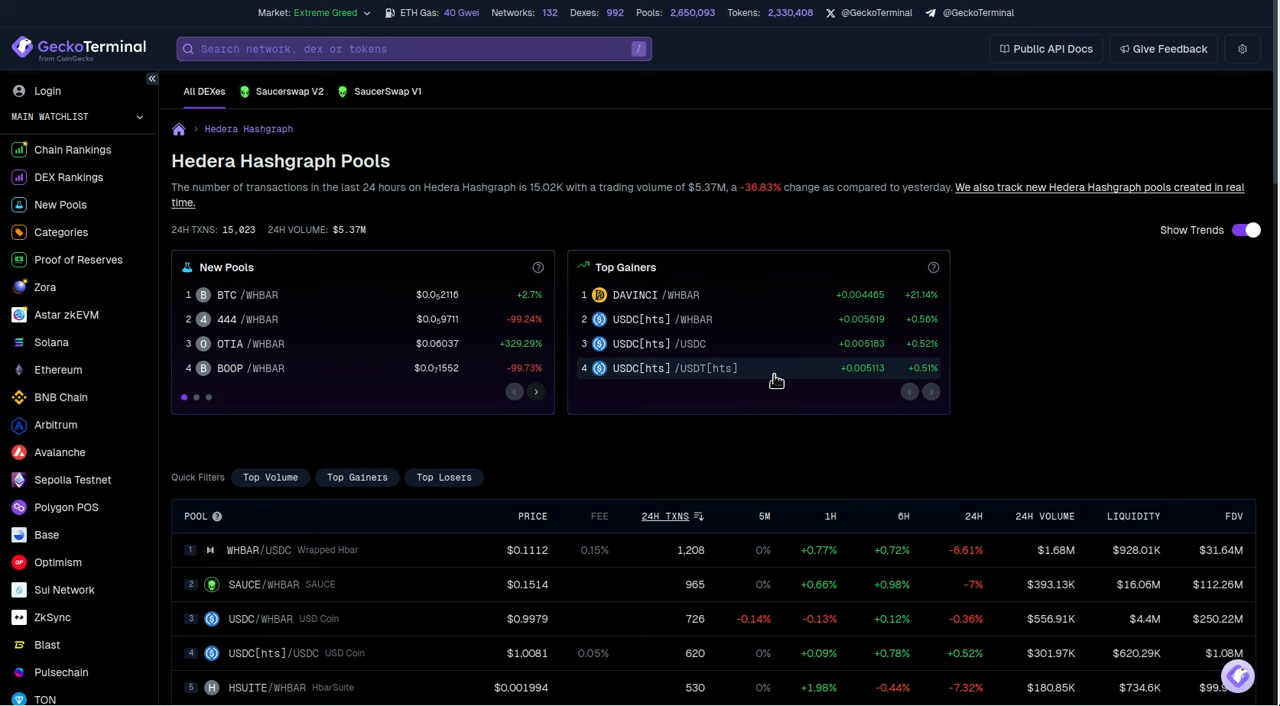 Market: Extreme Greed ETH Gas: 40 Gwei Networks: 132 Dexes: 992 Pools: 2,650,093 Tokens: 2,330,408 @GeckoTerminal @GeckoTerminal
GeckoTerminal
from CoinGecko
Search network, dex or tokens /
Public API Docs
Give Feedback
Login
MAIN WATCHLIST
Chain Rankings
DEX Rankings
New Pools
Categories
Proof of Reserves
Zora
Astar zkEVM
Solana
Ethereum
BNB Chain
Arbitrum
Avalanche
Sepolia Testnet
Polygon POS
Base
Optimism
Sui Network
ZkSync
Blast
Pulsechain
TON
All DEXes Saucerswap V2 SaucerSwap V1
Hedera Hashgraph
Hedera Hashgraph Pools
The number of transactions in the last 24 hours on Hedera Hashgraph is 15.02K with a trading volume of $5.37M, a -36.83% change as compared to yesterday. We also track new Hedera Hashgraph pools created in real
time.
24H TXNS: 15,023 24H VOLUME: $5.37M
Show Trends
New Pools
1 B BTC /WHBAR $0.0₅2116 +2.7%
2 4 444 /WHBAR $0.0₅9711 -99.24%
3 O OTIA /WHBAR $0.06037 +329.29%
4 B BOOP /WHBAR $0.0₇1552 -99.73%
Top Gainers
1 DAVINCI /WHBAR +0.004465 +21.14%
2 USDC[hts] /WHBAR +0.005619 +0.56%
3 USDC[hts] /USDC +0.005183 +0.52%
4 USDC[hts] /USDT[hts] +0.005113 +0.51%
Quick Filters Top Volume Top Gainers Top Losers
POOL PRICE FEE 24H TXNS 5M 1H 6H 24H 24H VOLUME LIQUIDITY FDV
1 WHBAR/USDC Wrapped Hbar $0.1112 0.15% 1,208 0% +0.77% +0.72% -6.61% $1.68M $928.01K $31.64M
2 SAUCE/WHBAR SAUCE $0.1514 965 0% +0.66% +0.98% -7% $393.13K $16.06M $112.26M
3 USDC/WHBAR USD Coin $0.9979 726 -0.14% -0.13% +0.12% -0.36% $556.91K $4.4M $250.22M
4 USDC[hts]/USDC USD Coin $1.0081 0.05% 620 0% +0.09% +0.78% +0.52% $301.97K $620.29K $1.08M
5 H HSUITE/WHBAR HbarSuite $0.001994 530 0% +1.98% -0.44% -7.32% $180.85K $734.6K